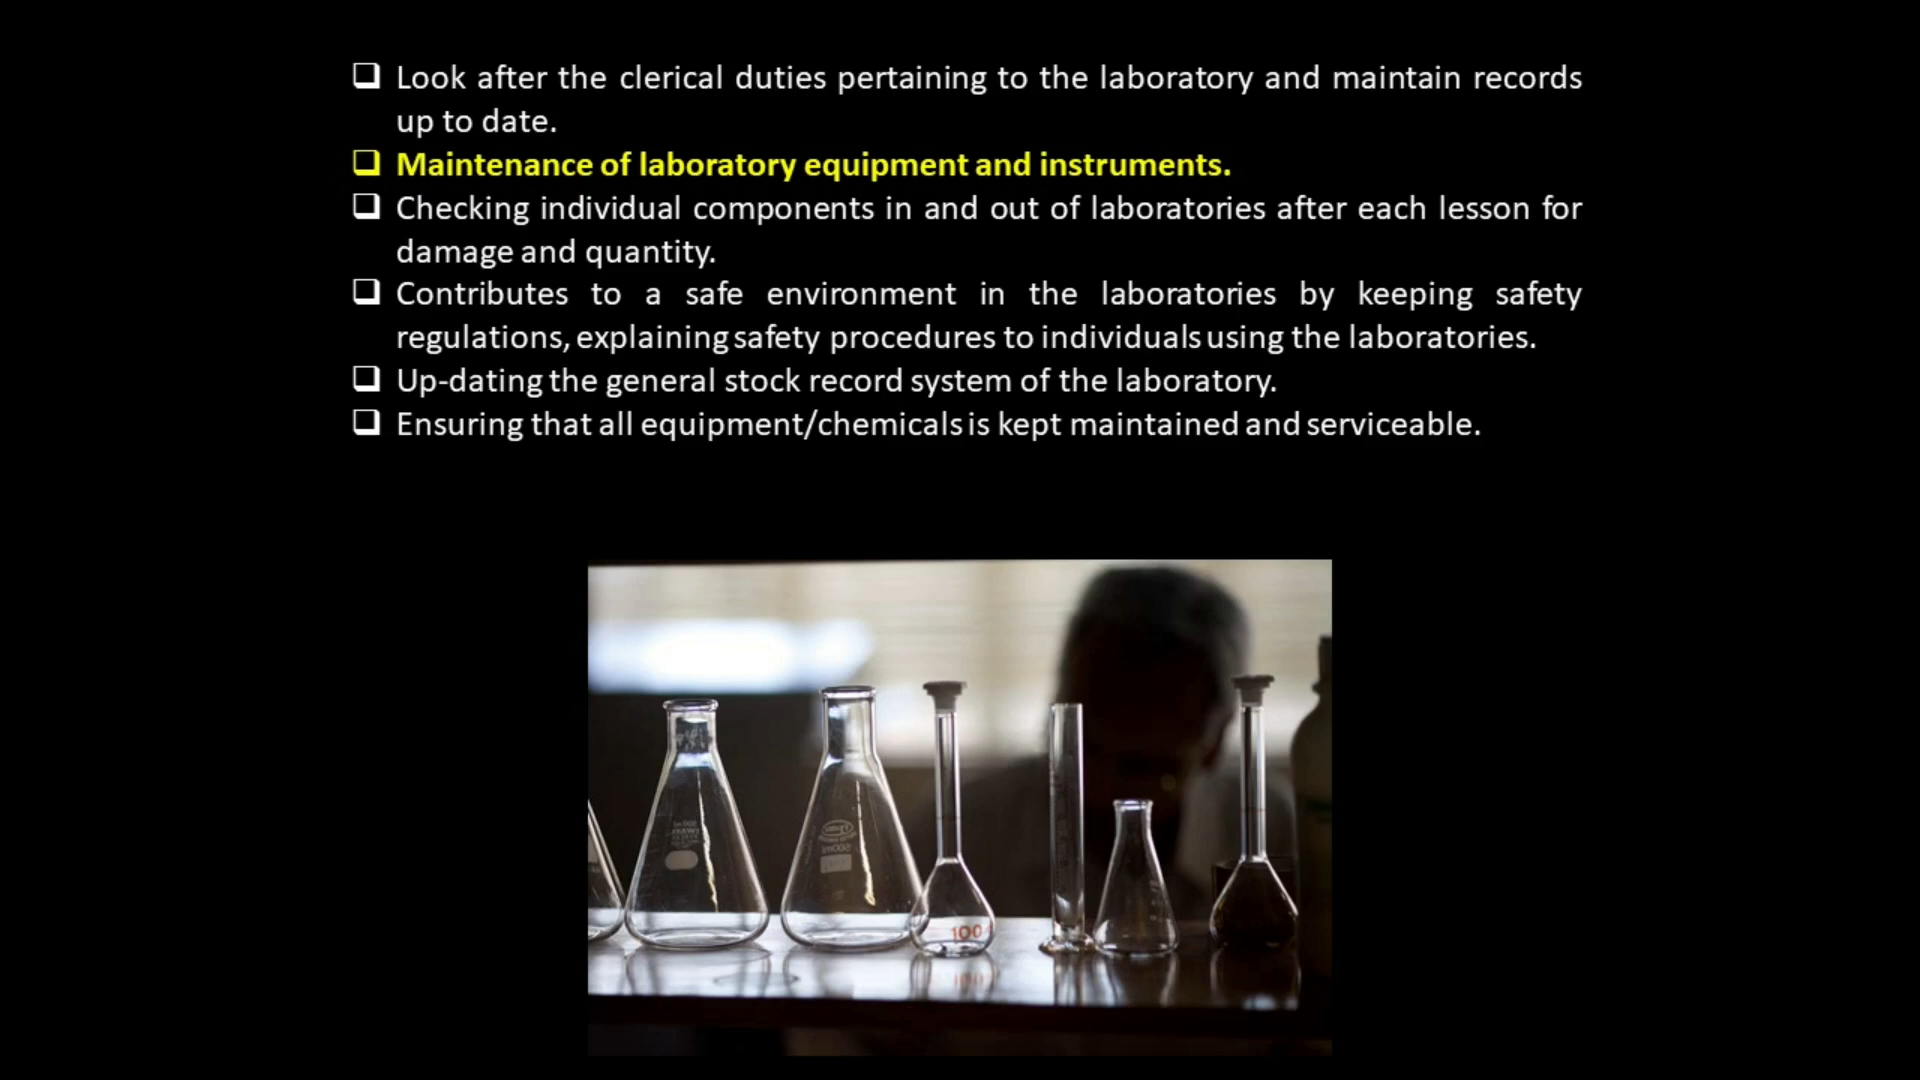 Look after the clerical duties pertaining to the laboratory and maintain records
up to date.
Maintenance of laboratory equipment and instruments.
Checking individual components in and out of laboratories after each lesson for
damage and quantity.
Contributes to a safe environment in the laboratories by keeping safety
regulations, explaining safety procedures to individuals using the laboratories.
Up-dating the general stock record system of the laboratory.
Ensuring that all equipment/chemicals is kept maintained and serviceable.
500ml
100